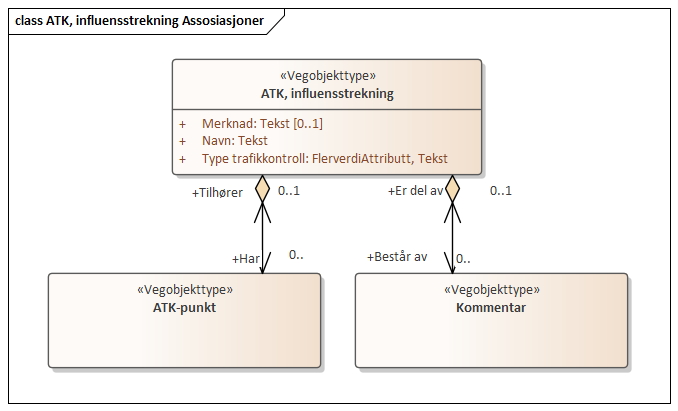 class ATK, influensstrekning Assosiasjoner
«Vegobjekttype»
ATK, influensstrekning
+ Merknad: Tekst [0..1]
+ Navn: Tekst
+ Type trafikkontroll: FlerverdiAttributt, Tekst
+Tilhører 0..1 +Er del av 0..1
+Har 0.. +Består av 0..
«Vegobjekttype» «Vegobjekttype»
ATK-punkt Kommentar